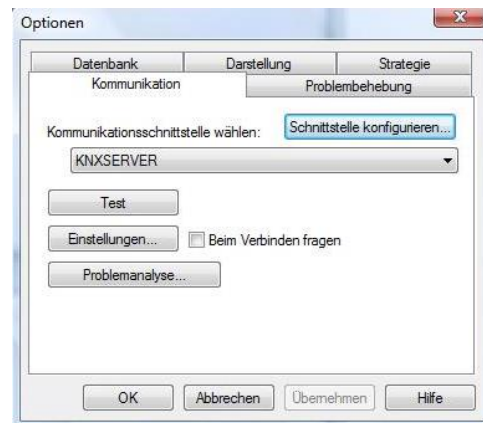 Optionen
Datenbank Darstellung Strategie
Kommunikation Problembehebung
Kommunikationsschnittstelle wählen: Schnittstelle konfigurieren...
KNXSERVER
Test
Einstellungen... Beim Verbinden fragen
Problemanalyse...
OK Abbrechen Übernehmen Hilfe